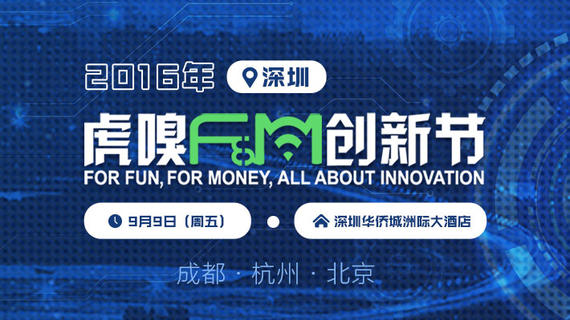 2016年 深圳
虎嗅F&M创新节
FOR FUN, FOR MONEY, ALL ABOUT INNOVATION
9月9日（周五） 深圳华侨城洲际大酒店
成都·杭州·北京